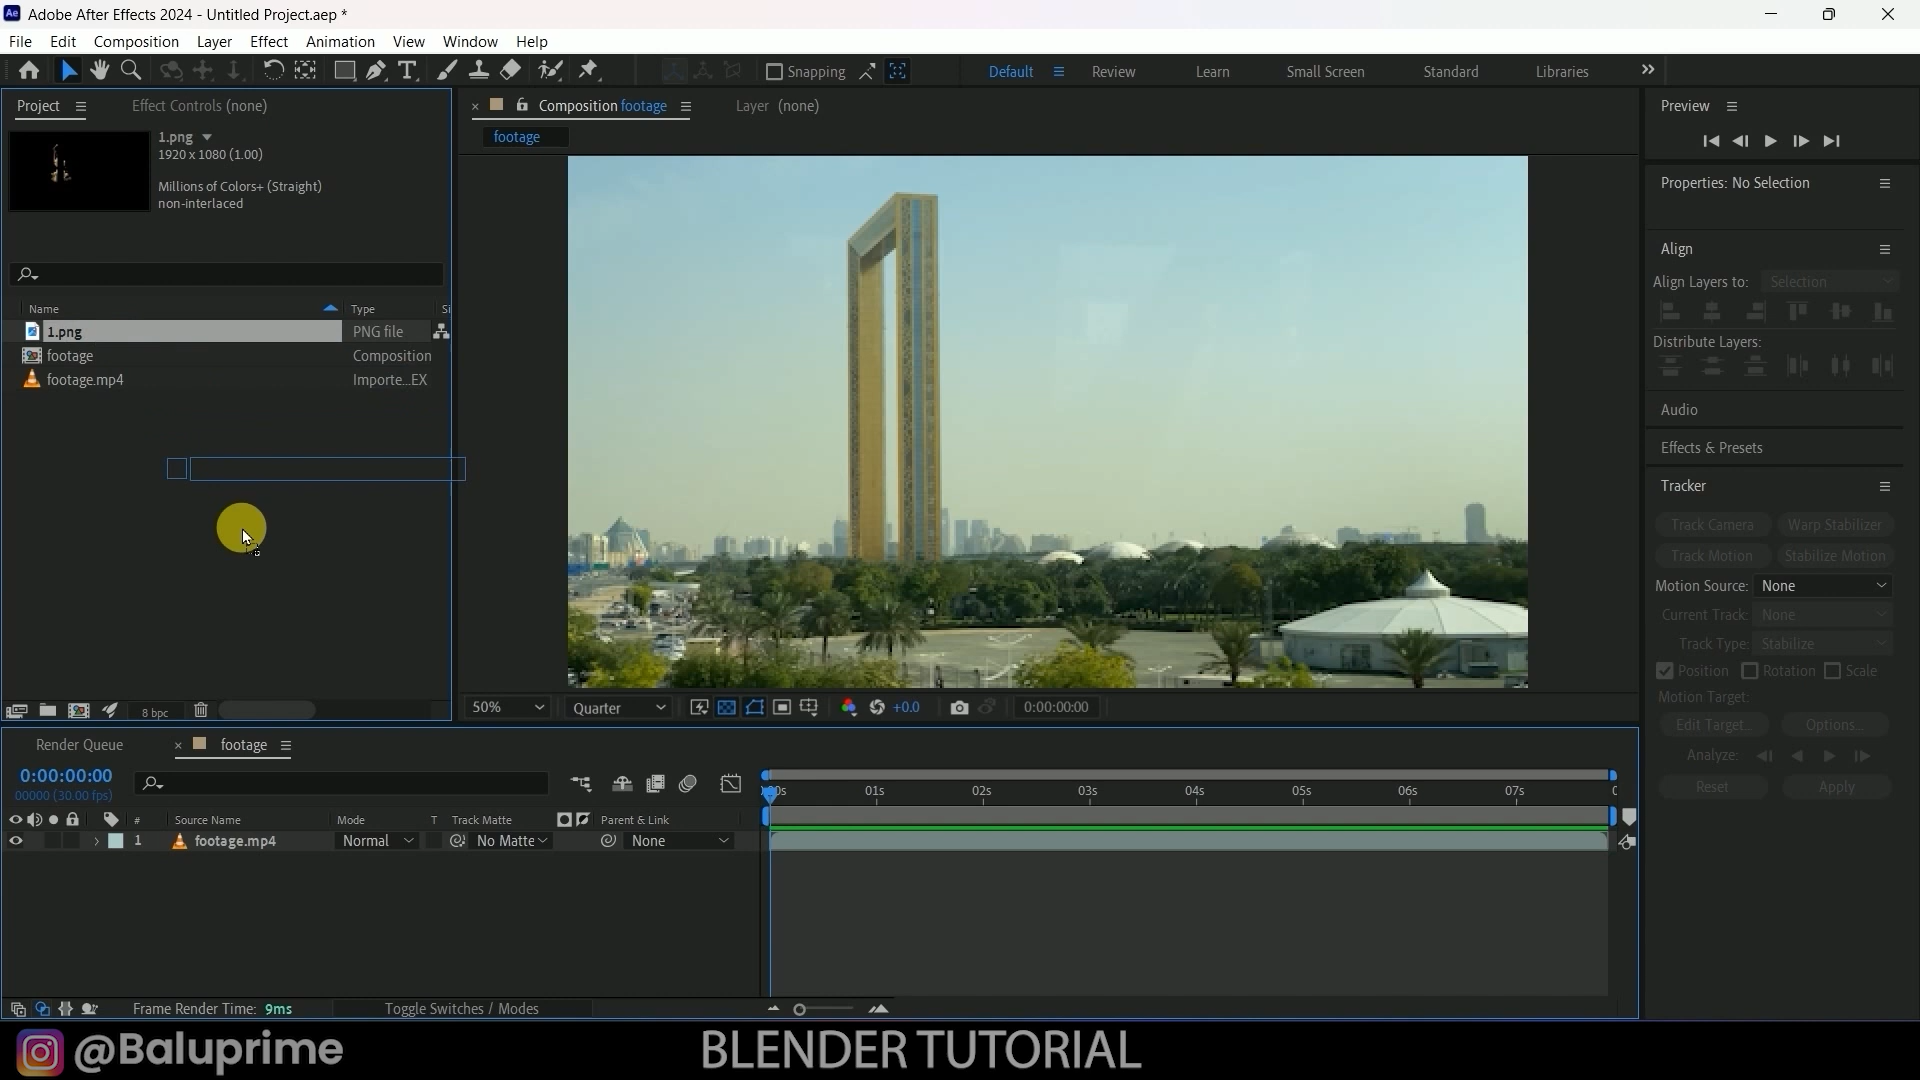 Ae Adobe After Effects 2024 - Untitled Project.aep *
File Edit Composition Layer Effect Animation View Window Help
T Snapping Default Review Learn Small Screen Standard Libraries
Project Effect Controls (none) Composition footage Layer (none) Preview
footage
1.png
1920 x 1080 (1.00)
Millions of Colors+ (Straight)
non-interlaced
Properties: No Selection
Align
Align Layers to: Selection
Name Type Si
1.png PNG file
footage Composition
footage.mp4 Importe...EX
Distribute Layers:
Audio
Effects & Presets
Tracker
Track Camera Warp Stabilizer
Track Motion Stabilize Motion
Motion Source: None
Current Track: None
Track Type: Stabilize
Position Rotation Scale
Motion Target:
Edit Target... Options...
Analyze:
Reset Apply
8 bpc 50% Quarter +0.0 0:00:00:00
Render Queue footage
0:00:00:00
00000 (30.00 fps)
01s 02s 03s 04s 05s 06s 07s
# Source Name Mode T Track Matte Parent & Link
1 footage.mp4 Normal No Matte None
Frame Render Time: 9ms Toggle Switches / Modes
@Baluprime BLENDER TUTORIAL